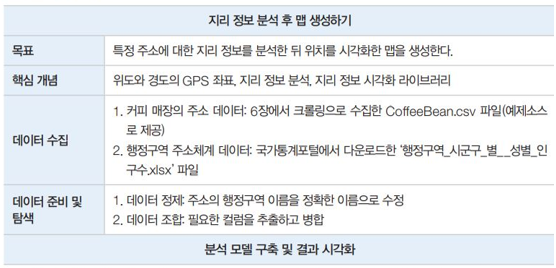 지리 정보 분석 후 맵 생성하기
목표
특정 주소에 대한 지리 정보를 분석한 뒤 위치를 시각화한 맵을 생성한다.
핵심 개념
위도와 경도의 GPS 좌표, 지리 정보 분석, 지리 정보 시각화 라이브러리
데이터 수집
1. 커피 매장의 주소 데이터: 6장에서 크롤링으로 수집한 CoffeeBean.csv 파일(예제소스
로 제공)
2. 행정구역 주소체계 데이터: 국가통계포털에서 다운로드한 '행정구역_시군구_별__성별_인
구수.xlsx' 파일
데이터 준비 및
탐색
1. 데이터 정제: 주소의 행정구역 이름을 정확한 이름으로 수정
2. 데이터 조합: 필요한 컬럼을 추출하고 병합
분석 모델 구축 및 결과 시각화